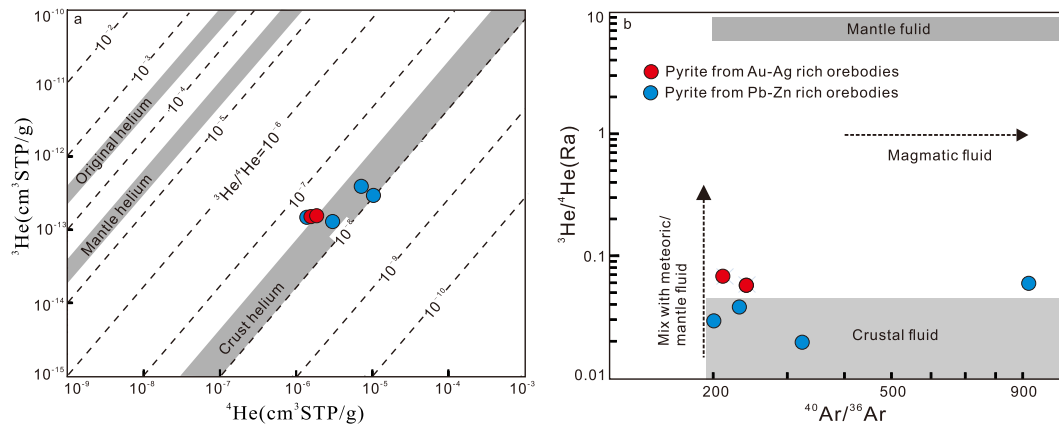 a
10⁻¹⁰
10⁻¹¹
10⁻¹²
10⁻¹³
10⁻¹⁴
10⁻¹⁵
³He(cm³STP/g)
10⁻²
10⁻³
10⁻⁴
10⁻⁵
³He/⁴He=10⁻⁶
10⁻⁷
10⁻⁸
10⁻⁹
10⁻¹⁰
Original helium
Mantle helium
Crust helium
10⁻⁹
10⁻⁸
10⁻⁷
10⁻⁶
10⁻⁵
10⁻⁴
10⁻³
⁴He(cm³STP/g)
b
10
1
0.1
0.01
³He/⁴He(Ra)
Mantle fulid
Pyrite from Au-Ag rich orebodies
Pyrite from Pb-Zn rich orebodies
Magmatic fluid
Mix with meteoric/
mantle fluid
Crustal fluid
200
500
900
⁴⁰Ar/³⁶Ar